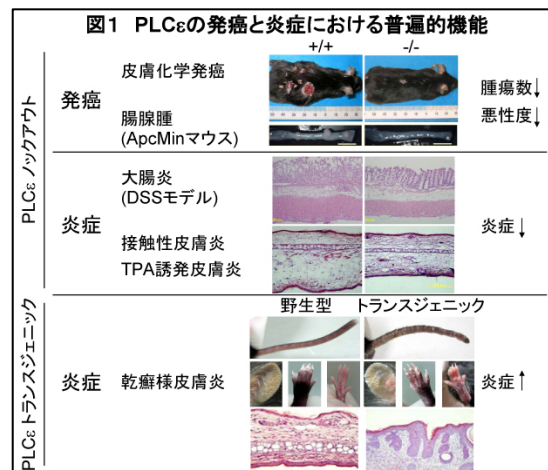 図1 PLCεの発癌と炎症における普遍的機能
+/+ -/-
PLCε ノックアウト
発癌
皮膚化学発癌
腸腺腫
(ApcMinマウス)
腫瘍数↓
悪性度↓
炎症
大腸炎
(DSSモデル)
接触性皮膚炎
TPA誘発皮膚炎
炎症↓
PLCε トランスジェニック
野生型 トランスジェニック
炎症
乾癬様皮膚炎
炎症↑